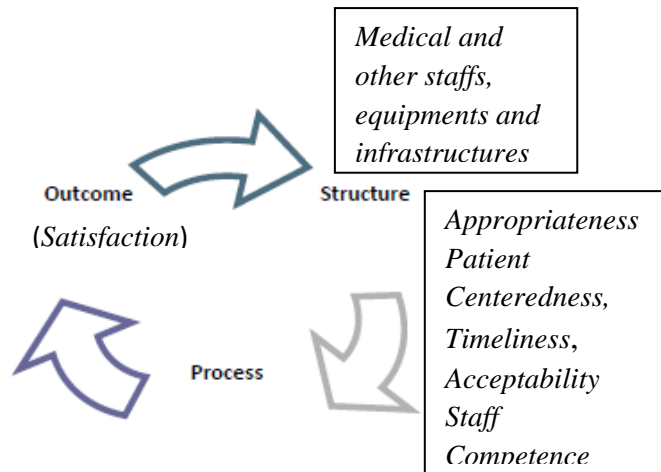 Medical and
other staffs,
equipments and
infrastructures
Outcome
Structure
(Satisfaction)
Appropriateness
Patient
Centeredness,
Timeliness,
Acceptability
Staff
Competence
Process